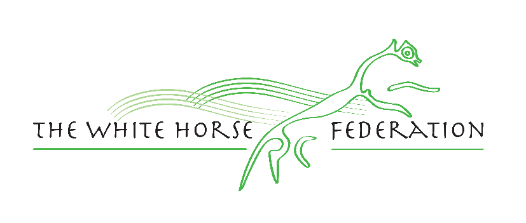 THE WHITE HORSE FEDERATION